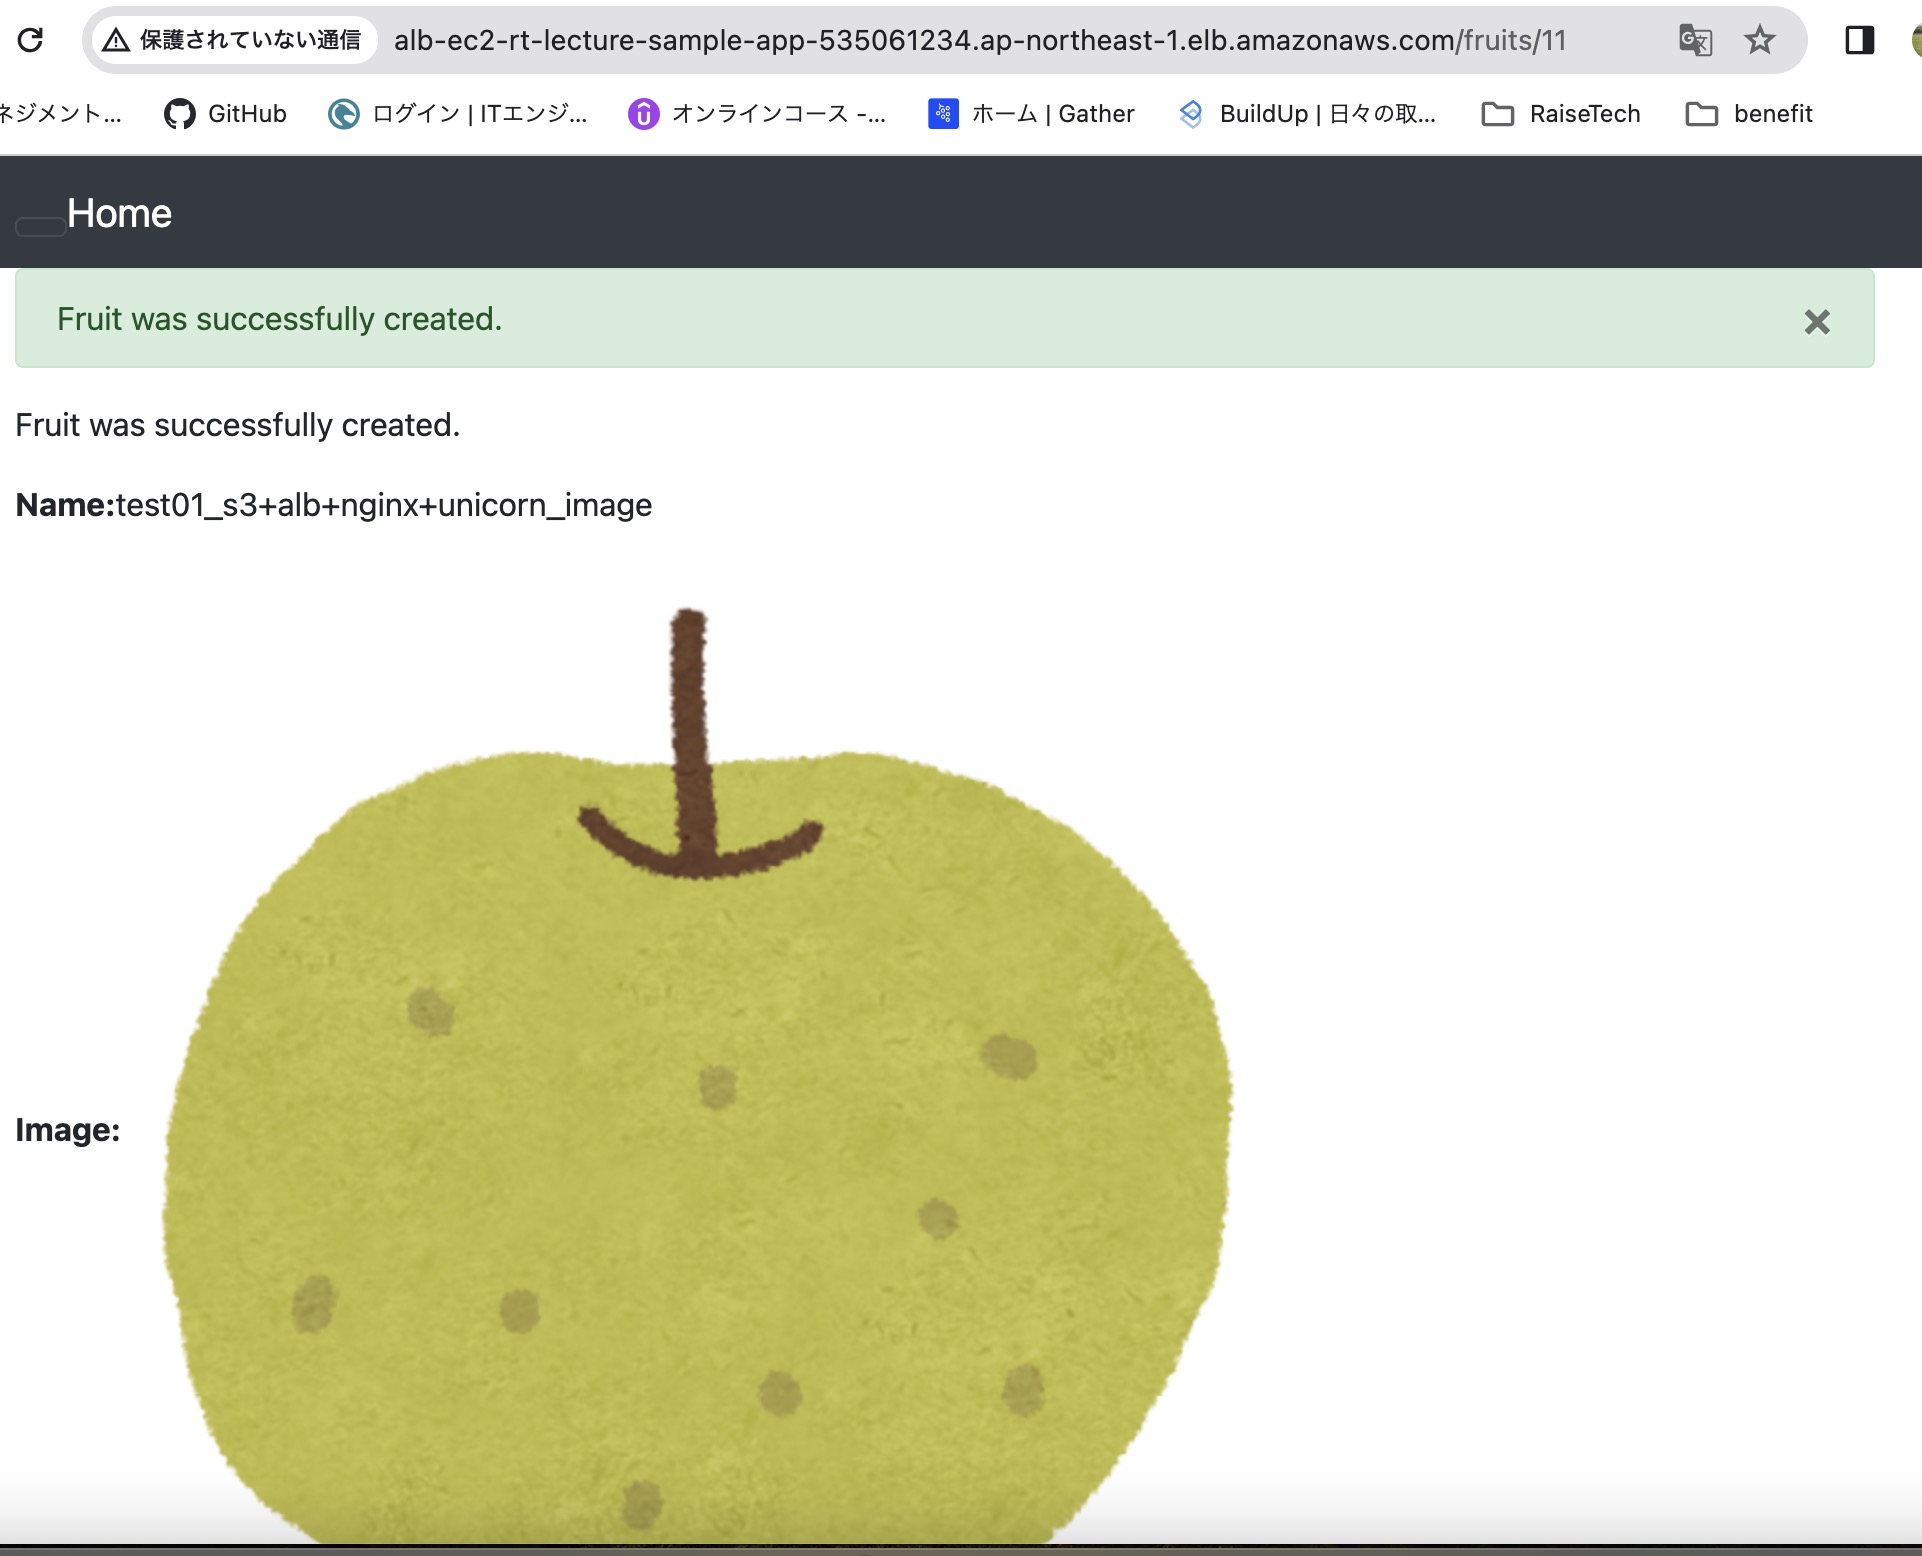 保護されていない通信 alb-ec2-rt-lecture-sample-app-535061234.ap-northeast-1.elb.amazonaws.com/fruits/11
ネジメント... GitHub ログイン | ITエンジ... オンラインコース -... ホーム | Gather BuildUp | 日々の取... RaiseTech benefit
Home
Fruit was successfully created. ×
Fruit was successfully created.
Name:test01_s3+alb+nginx+unicorn_image
Image: